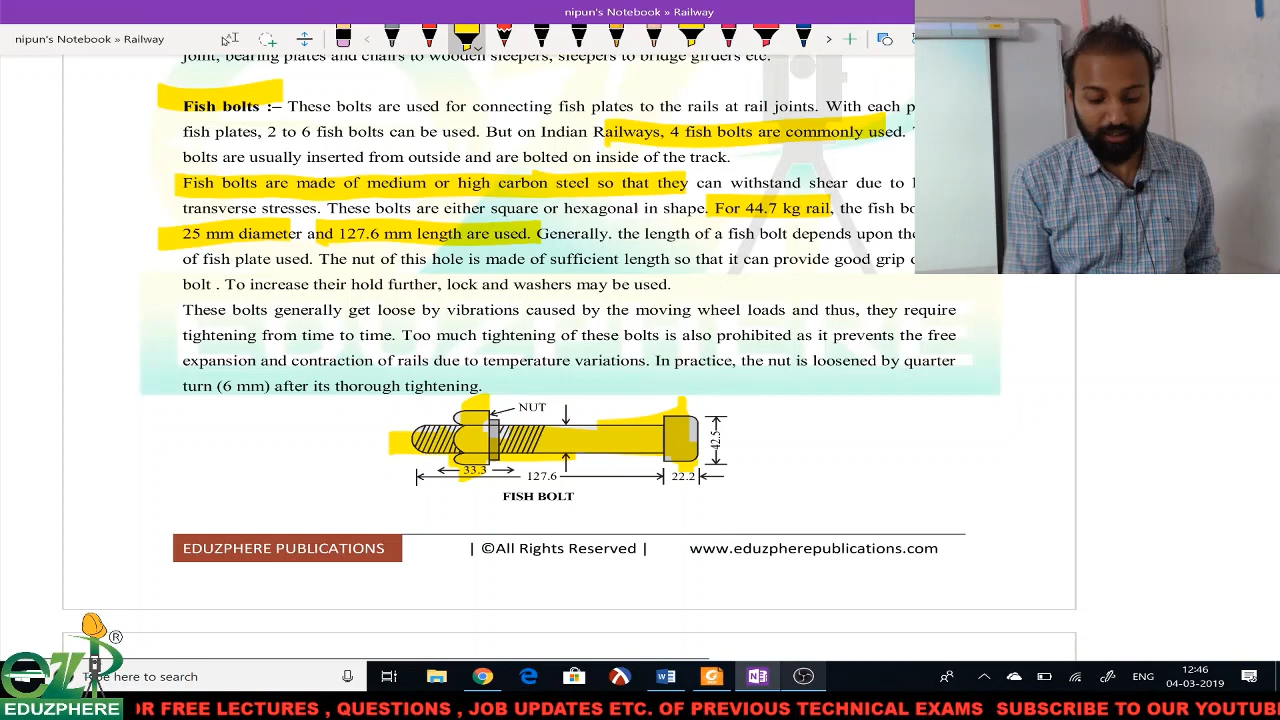 nipun's Notebook » Railway
nipun's Notebook » Railway
joint, bearing plates and chairs to wooden sleepers, sleepers to bridge girders etc.
Fish bolts :– These bolts are used for connecting fish plates to the rails at rail joints. With each p
fish plates, 2 to 6 fish bolts can be used. But on Indian Railways, 4 fish bolts are commonly used.
bolts are usually inserted from outside and are bolted on inside of the track.
Fish bolts are made of medium or high carbon steel so that they can withstand shear due to
transverse stresses. These bolts are either square or hexagonal in shape. For 44.7 kg rail, the fish bo
25 mm diameter and 127.6 mm length are used. Generally. the length of a fish bolt depends upon the
of fish plate used. The nut of this hole is made of sufficient length so that it can provide good grip
bolt . To increase their hold further, lock and washers may be used.
These bolts generally get loose by vibrations caused by the moving wheel loads and thus, they require
tightening from time to time. Too much tightening of these bolts is also prohibited as it prevents the free
expansion and contraction of rails due to temperature variations. In practice, the nut is loosened by quarter
turn (6 mm) after its thorough tightening.
NUT
42.5
33.3
127.6
22.2
FISH BOLT
EDUZPHERE PUBLICATIONS | ©All Rights Reserved | www.eduzpherepublications.com
®
ezp
EDUZPHERE
Type here to search
ENG
12:46
04-03-2019
OR FREE LECTURES , QUESTIONS , JOB UPDATES ETC. OF PREVIOUS TECHNICAL EXAMS SUBSCRIBE TO OUR YOUTUB